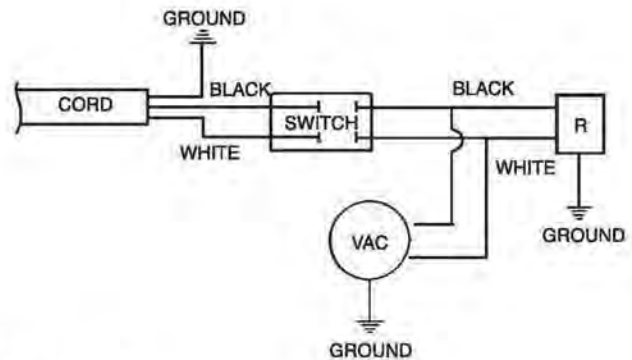 GROUND
CORD
BLACK
SWITCH
WHITE
BLACK
R
WHITE
GROUND
VAC
GROUND